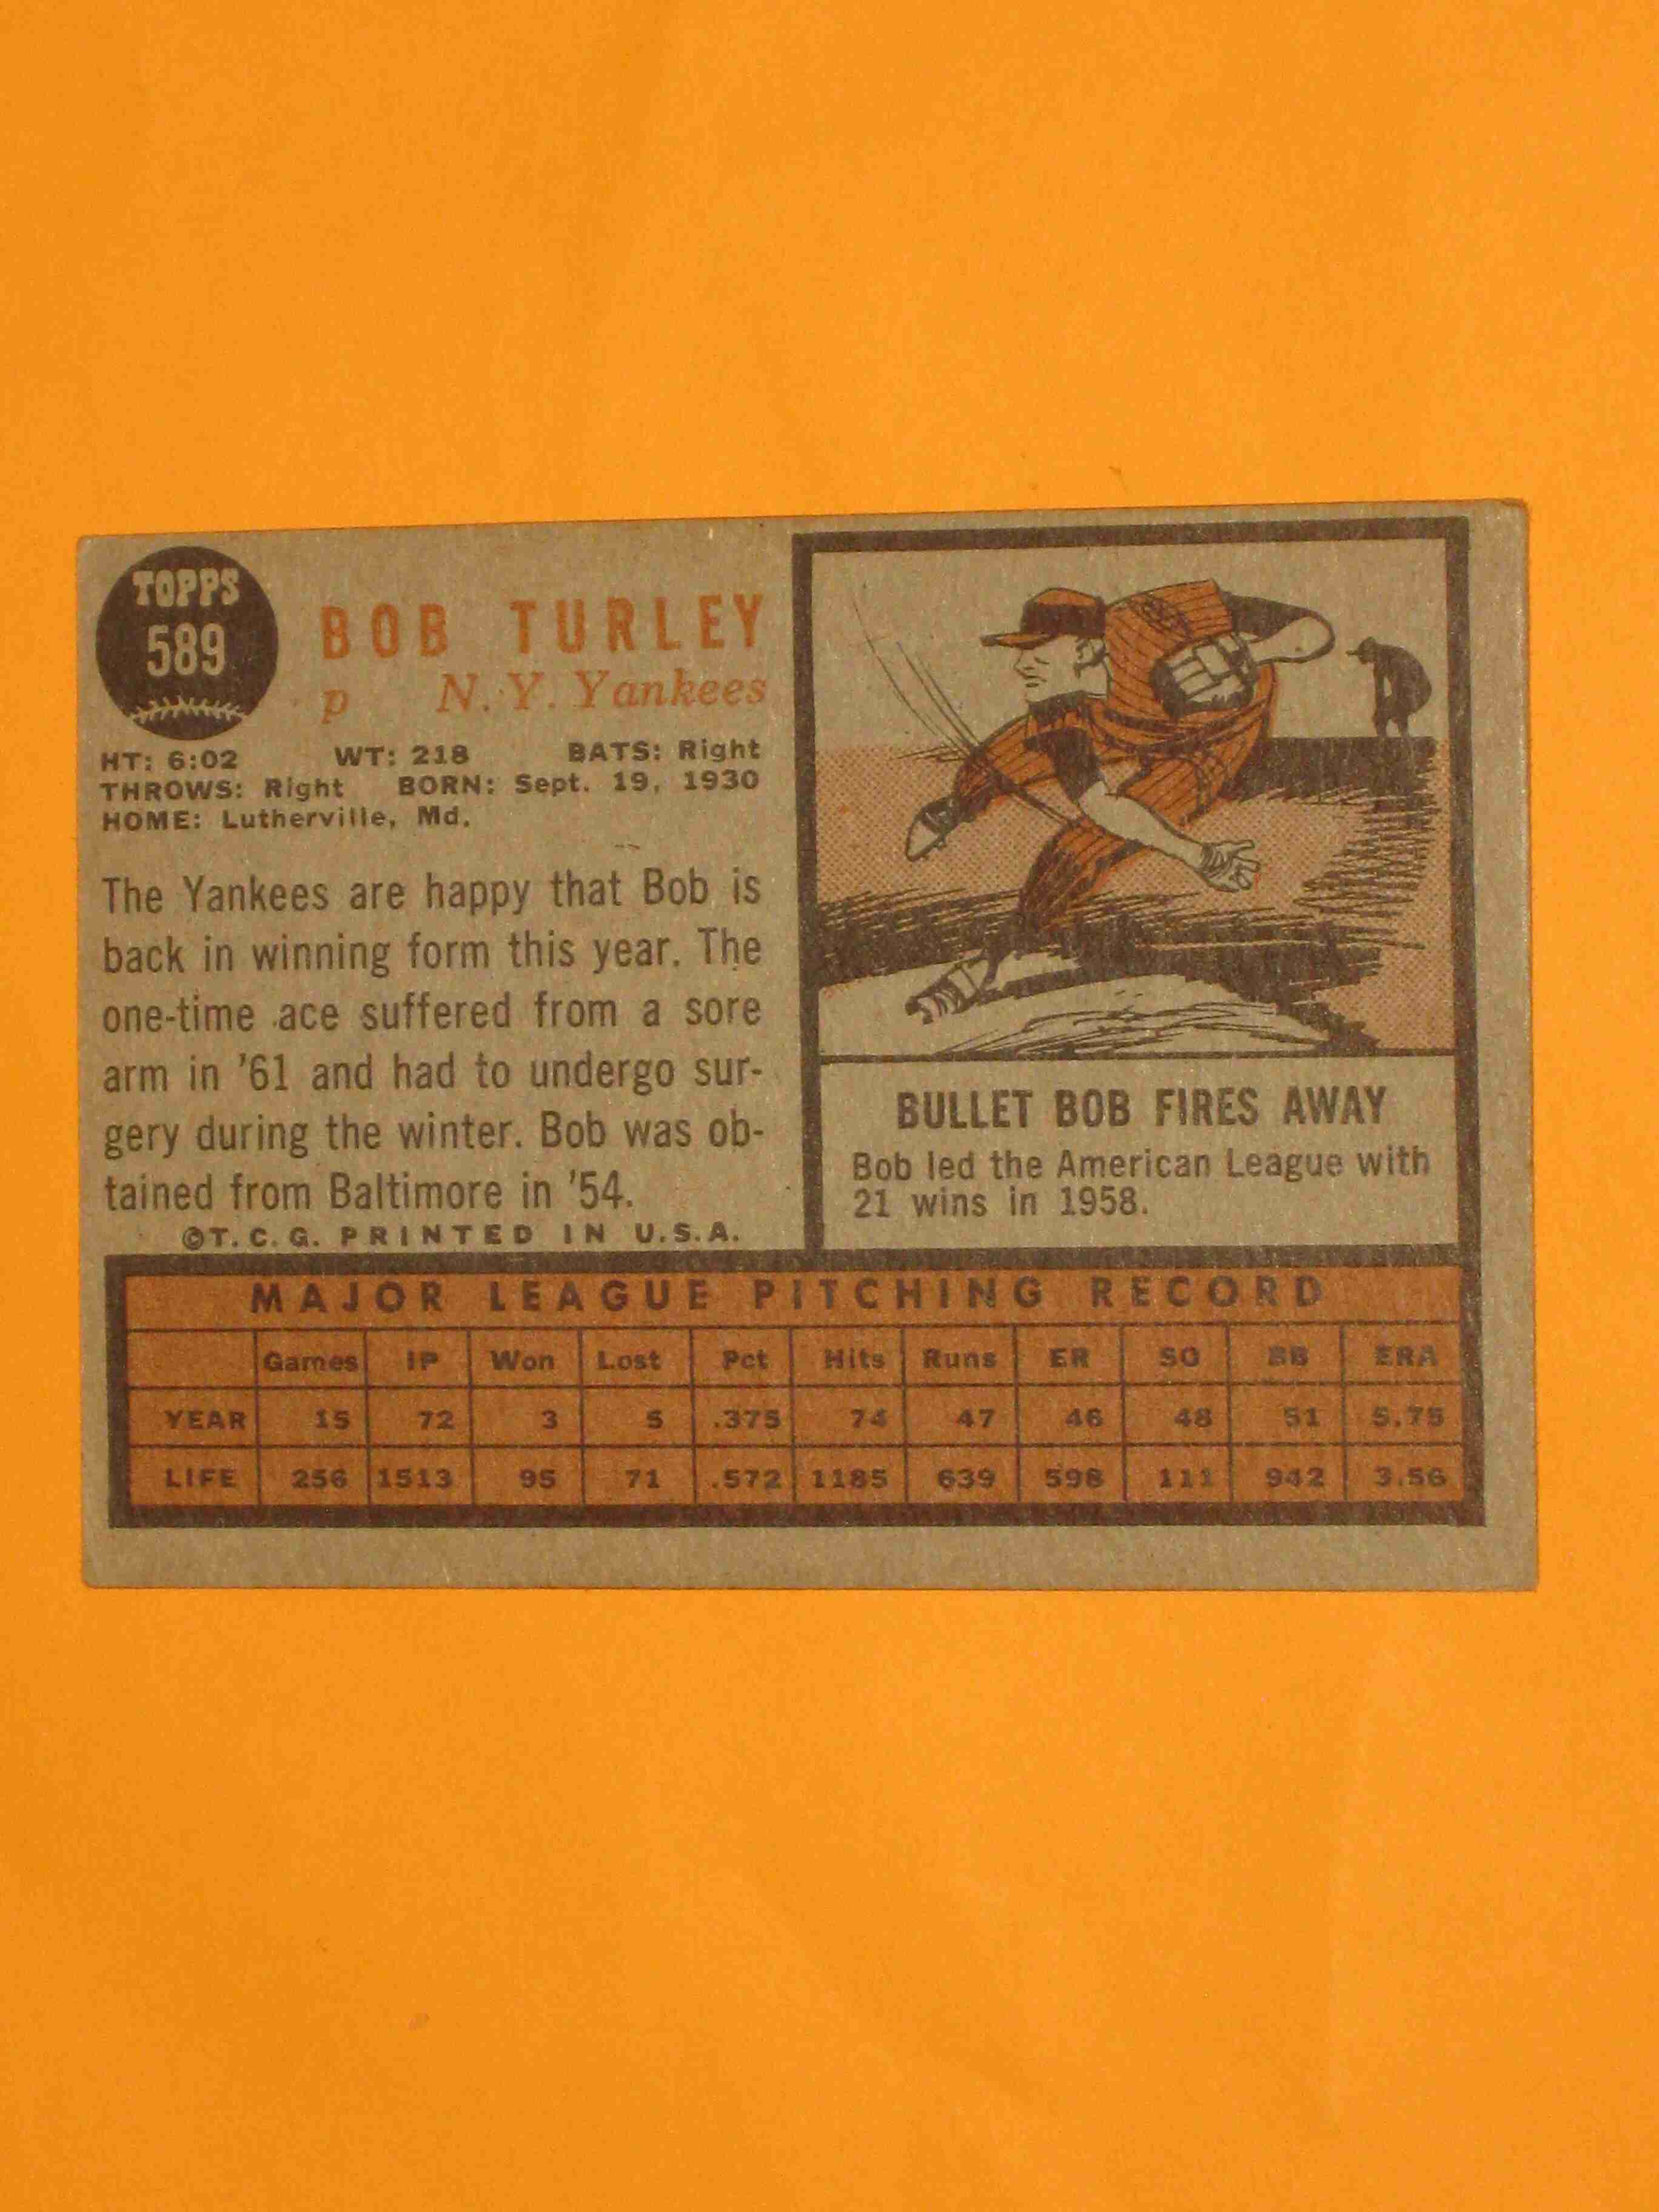 TOPPS
589
BOB TURLEY
p N. Y. Yankees
HT: 6:02 WT: 218 BATS: Right
THROWS: Right BORN: Sept. 19, 1930
HOME: Lutherville, Md.
The Yankees are happy that Bob is
back in winning form this year. The
one-time ace suffered from a sore
arm in '61 and had to undergo sur-
gery during the winter. Bob was ob-
tained from Baltimore in '54.
©T. C. G. PRINTED IN U.S.A.
BULLET BOB FIRES AWAY
Bob led the American League with
21 wins in 1958.
MAJOR LEAGUE PITCHING RECORD
Games IP Won Lost Pct Hits Runs ER SO BB ERA
YEAR 15 72 3 5 .375 74 47 46 48 51 5.75
LIFE 256 1513 95 71 .572 1185 639 598 111 942 3.56